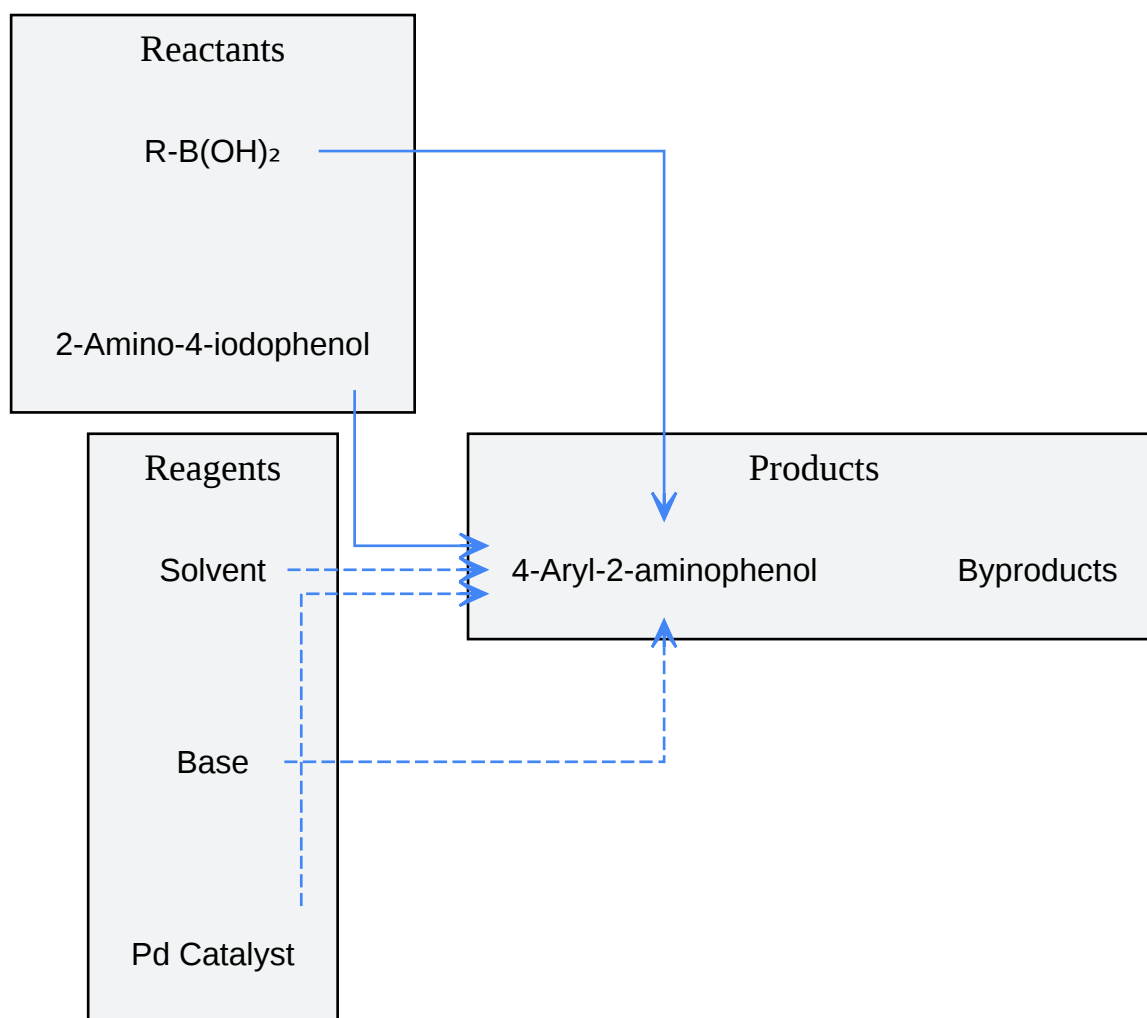 Reactants
R-B(OH)₂
2-Amino-4-iodophenol
Reagents
Solvent
Base
Pd Catalyst
Products
4-Aryl-2-aminophenol
Byproducts